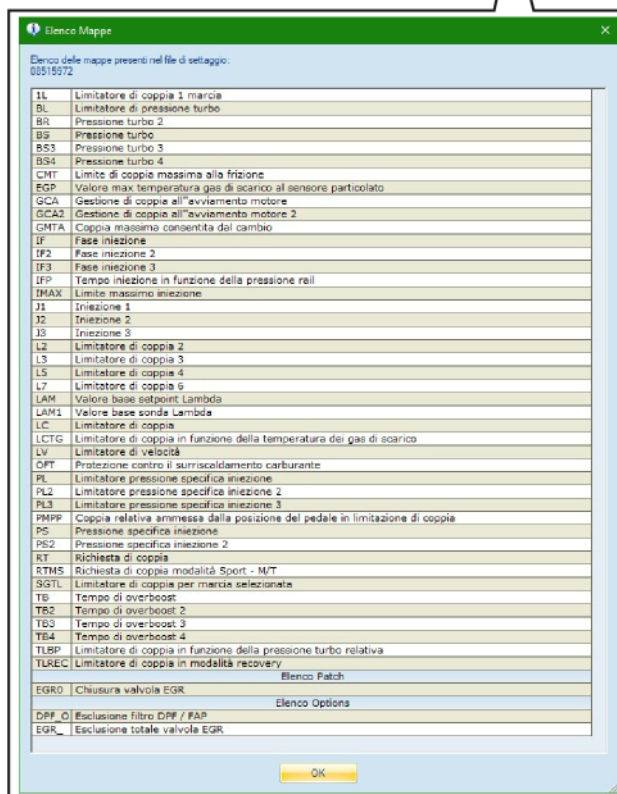 Elenco Mappe
Elenco delle mappe presenti nel file di settaggio:
08515972
1L Limitatore di coppia 1 marcia
BL Limitatore di pressione turbo
BR Pressione turbo 2
BS Pressione turbo
BS3 Pressione turbo 3
BS4 Pressione turbo 4
CMT Limite di coppia massima alla frizione
EGP Valore max temperatura gas di scarico al sensore particolato
GCA Gestione di coppia all"avviamento motore
GCA2 Gestione di coppia all"avviamento motore 2
GMTA Coppia massima consentita dal cambio
IF Fase iniezione
IF2 Fase iniezione 2
IF3 Fase iniezione 3
IFP Tempo iniezione in funzione della pressione rail
IMAX Limite massimo iniezione
J1 Iniezione 1
J2 Iniezione 2
J3 Iniezione 3
L2 Limitatore di coppia 2
L3 Limitatore di coppia 3
L5 Limitatore di coppia 4
L7 Limitatore di coppia 6
LAM Valore base setpoint Lambda
LAM1 Valore base sonda Lambda
LC Limitatore di coppia
LCTG Limitatore di coppia in funzione della temperatura dei gas di scarico
LV Limitatore di velocità
OFT Protezione contro il surriscaldamento carburante
PL Limitatore pressione specifica iniezione
PL2 Limitatore pressione specifica iniezione 2
PL3 Limitatore pressione specifica iniezione 3
PMPP Coppia relativa ammessa dalla posizione del pedale in limitazione di coppia
PS Pressione specifica iniezione
PS2 Pressione specifica iniezione 2
RT Richiesta di coppia
RTMS Richiesta di coppia modalità Sport - M/T
SGTL Limitatore di coppia per marcia selezionata
TB Tempo di overboost
TB2 Tempo di overboost 2
TB3 Tempo di overboost 3
TB4 Tempo di overboost 4
TLBP Limitatore di coppia in funzione della pressione turbo relativa
TLREC Limitatore di coppia in modalità recovery
Elenco Patch
EGR0 Chiusura valvola EGR
Elenco Options
DPF_O Esclusione filtro DPF / FAP
EGR_ Esclusione totale valvola EGR
OK